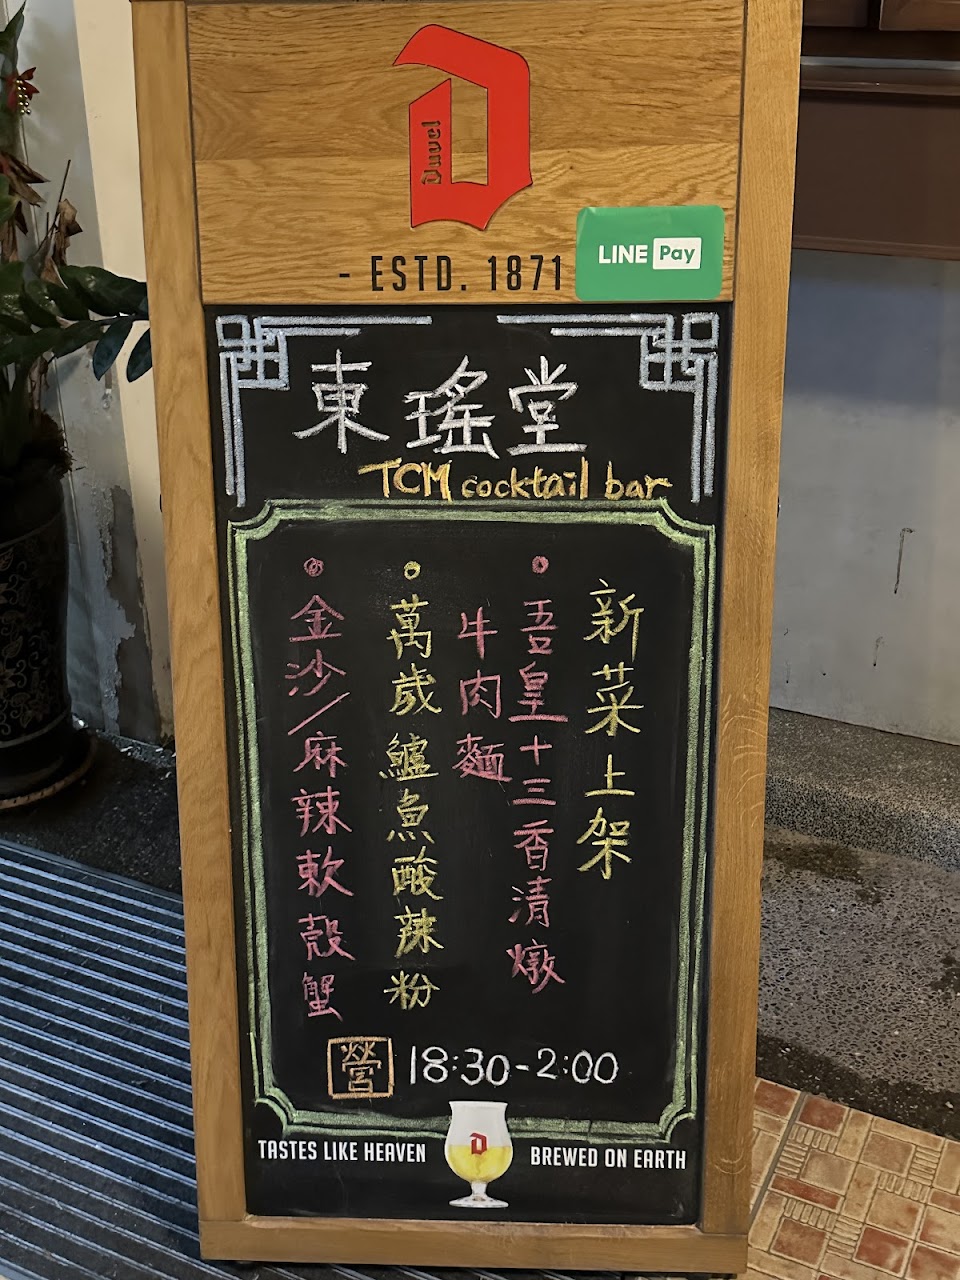 Duvel
- ESTD. 1871
LINE Pay
東瑤堂
TCM cocktail bar
新菜上架
吾皇十三香清燉
牛肉麵
萬歲鱸魚酸辣粉
金沙/麻辣軟殼蟹
營 18:30-2:00
TASTES LIKE HEAVEN
BREWED ON EARTH